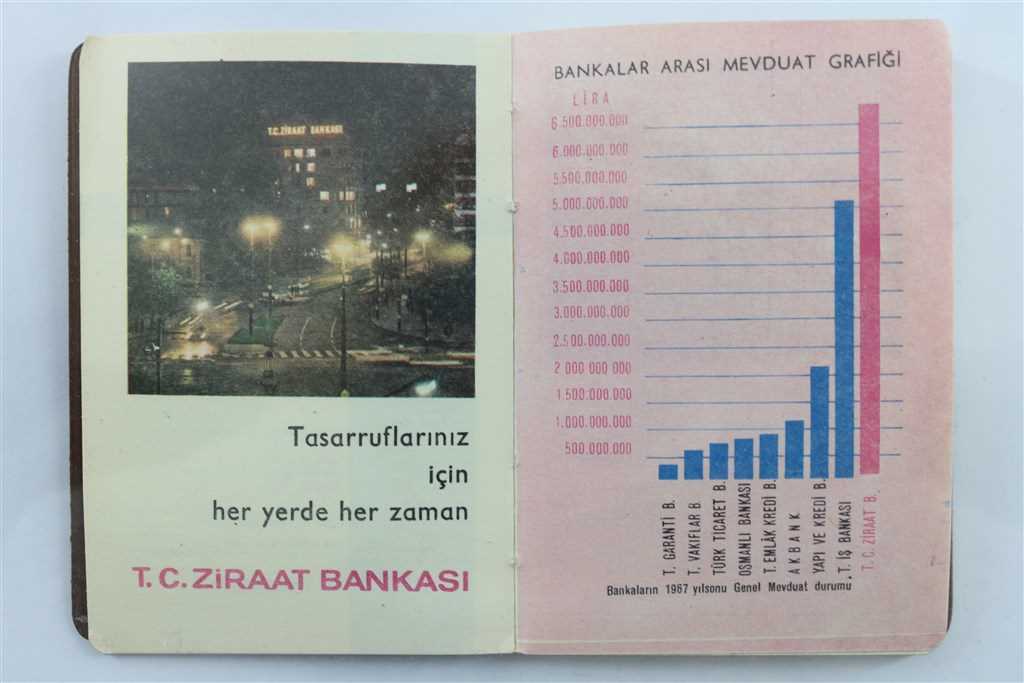 T.C. ZİRAAT BANKASI
Tasarruflarınız
için
her yerde her zaman
T. C. ZİRAAT BANKASI
BANKALAR ARASI MEVDUAT GRAFİĞİ
LİRA
6.500.000.000
6.000.000.000
5.500.000.000
5.000.000.000
4.500.000.000
4.000.000.000
3.500.000.000
3.000.000.000
2.500.000.000
2 000 000 000
1.500.000.000
1.000.000.000
500.000.000
T. GARANTİ B.
T. VAKIFLAR B
TÜRK TİCARET B.
OSMANLI BANKASI
T. EMLÂK KREDİ B.
AKBANK
YAPI VE KREDİ B.
T. İŞ BANKASI
T. C. ZİRAAT B.
Bankaların 1967 yılsonu Genel Mevduat durumu.